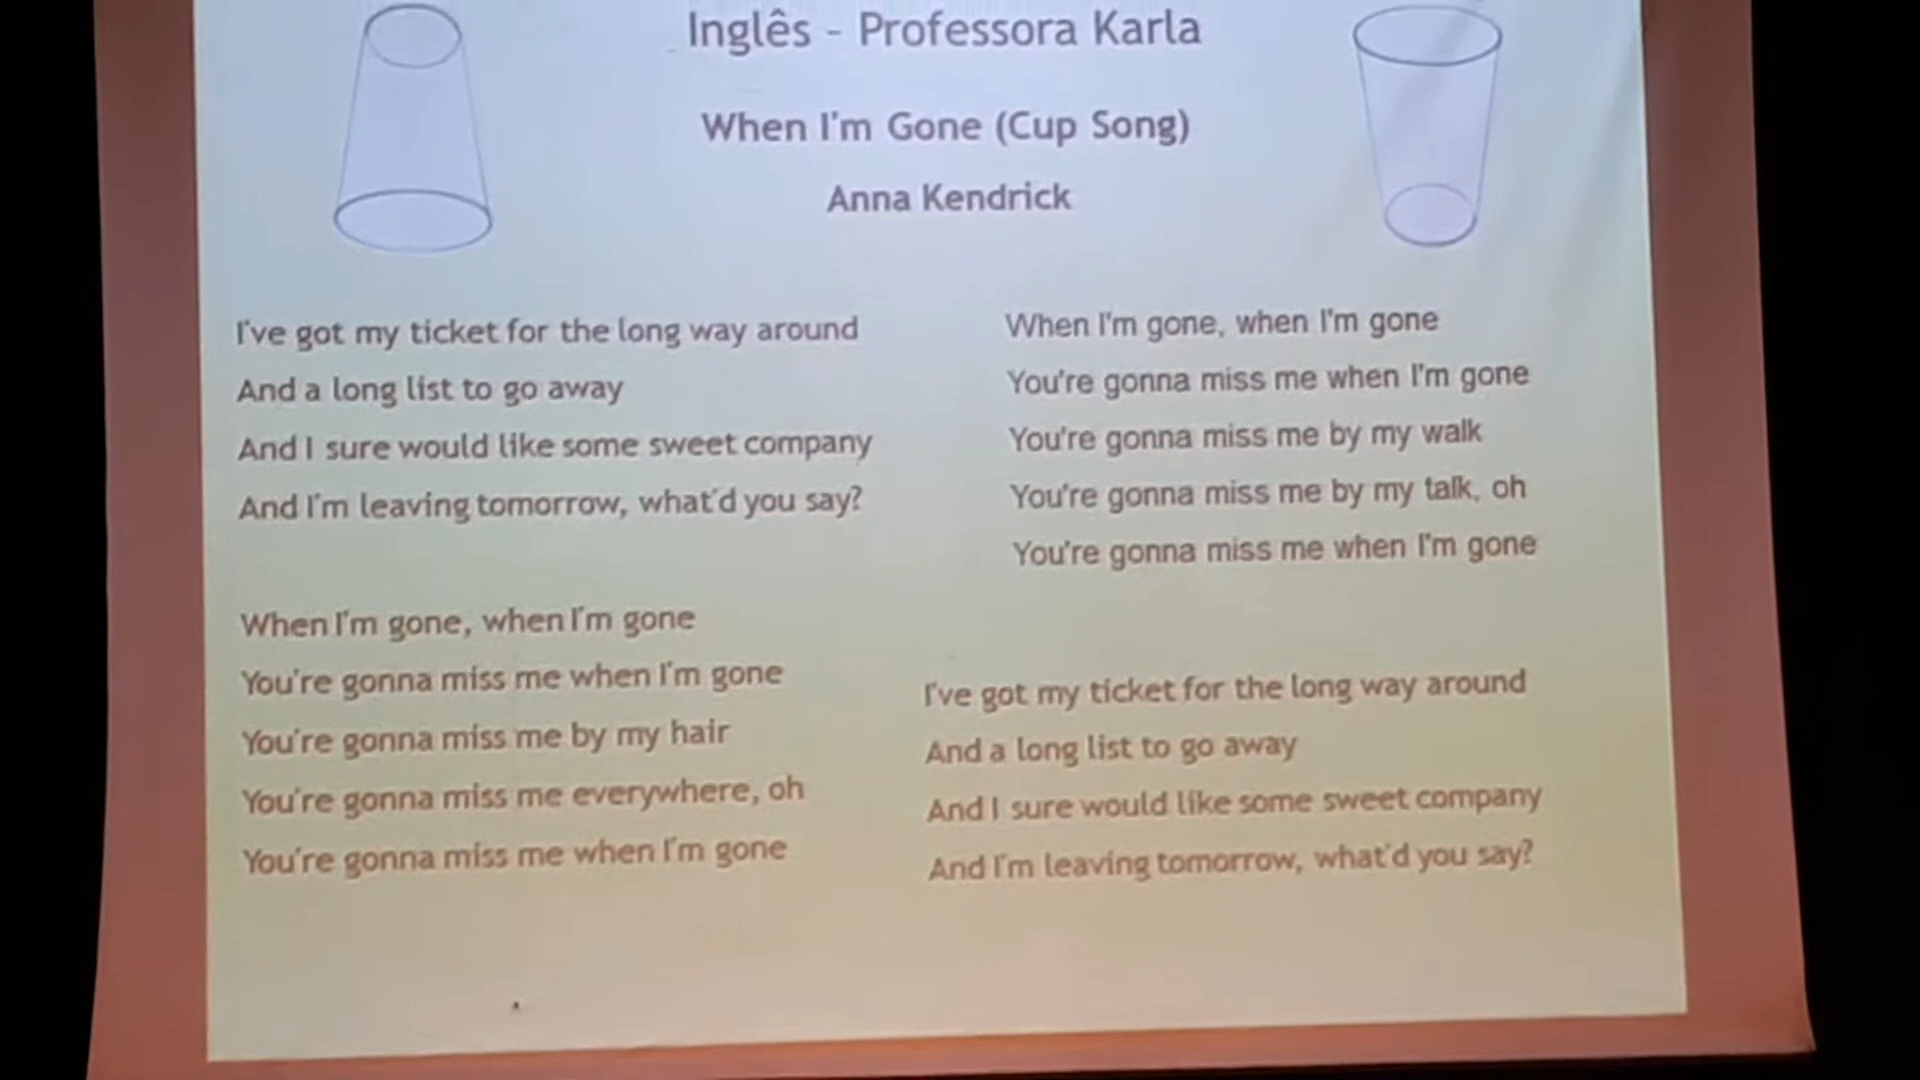 Inglês - Professora Karla
When I'm Gone (Cup Song)
Anna Kendrick
I've got my ticket for the long way around
And a long list to go away
And I sure would like some sweet company
And I'm leaving tomorrow, what'd you say?
When I'm gone, when I'm gone
You're gonna miss me when I'm gone
You're gonna miss me by my hair
You're gonna miss me everywhere, oh
You're gonna miss me when I'm gone
When I'm gone, when I'm gone
You're gonna miss me when I'm gone
You're gonna miss me by my walk
You're gonna miss me by my talk, oh
You're gonna miss me when I'm gone
I've got my ticket for the long way around
And a long list to go away
And I sure would like some sweet company
And I'm leaving tomorrow, what'd you say?